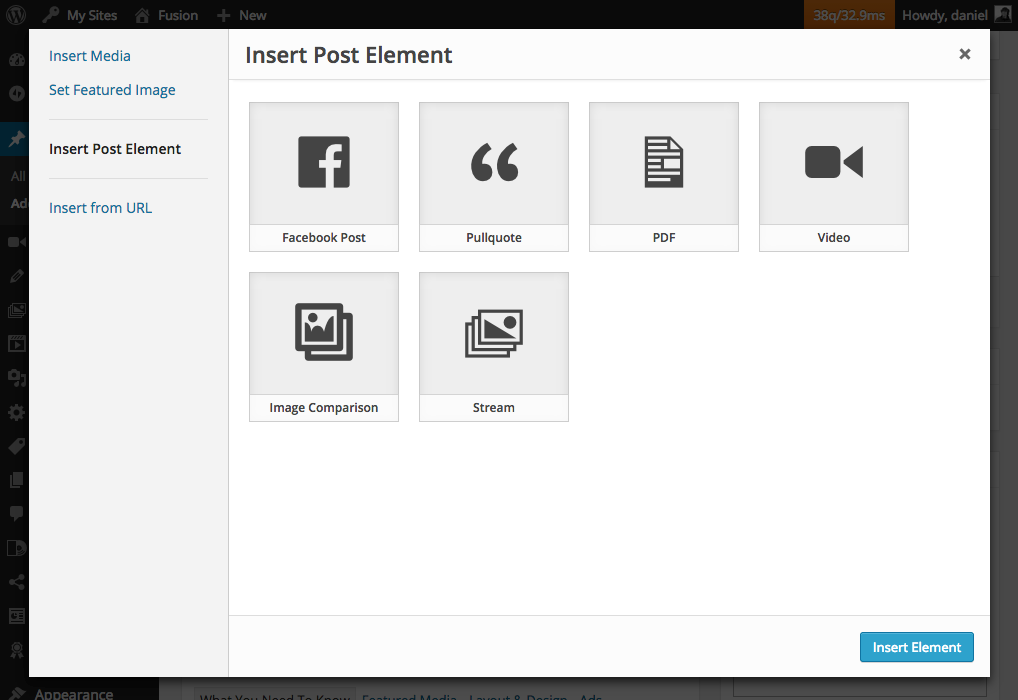 My Sites Fusion New 38q/32.9ms Howdy, daniel
Insert Media
Set Featured Image
Insert Post Element
Insert from URL
Insert Post Element
Facebook Post Pullquote PDF Video
Image Comparison Stream
All
Insert Element
Appearance
What You Need To Know Featured Media Layout & Design Ads